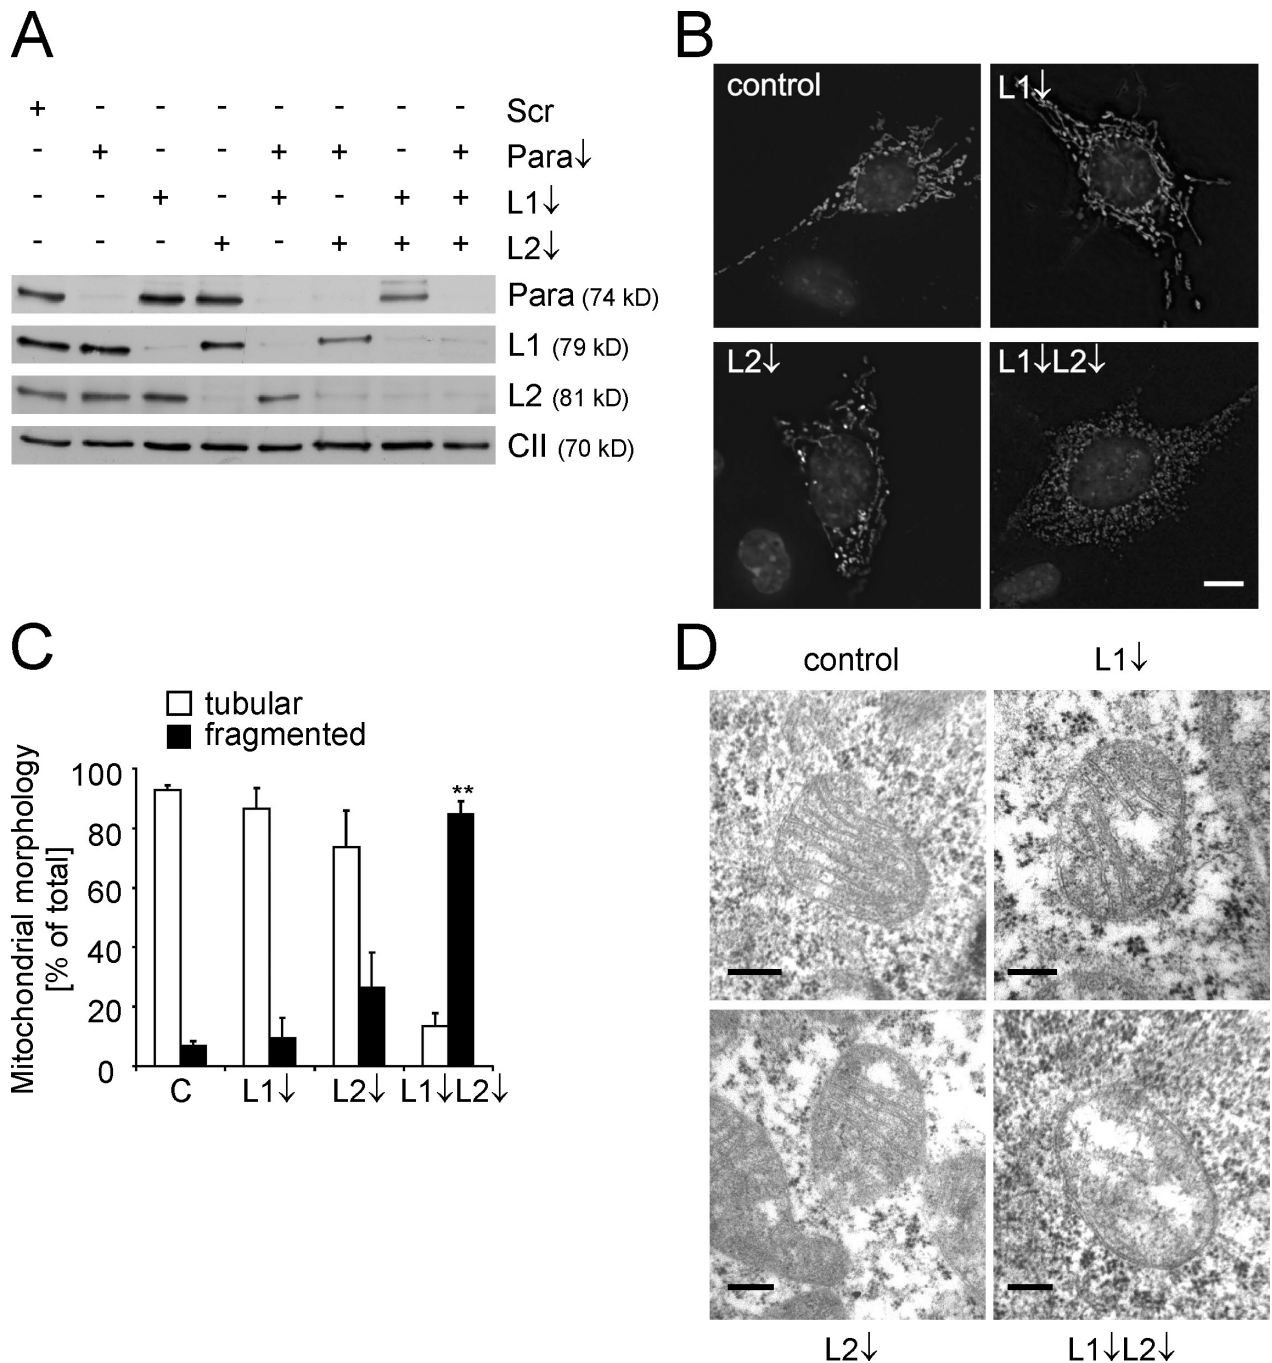 A
+ - - - - - - - Scr
- + - - + + - + Para↓
- - + - + - + + L1↓
- - - + - + + + L2↓
Para (74 kD)
L1 (79 kD)
L2 (81 kD)
CII (70 kD)
B
control
L1↓
L2↓
L1↓L2↓
C
tubular
fragmented
Mitochondrial morphology
[% of total]
100
80
60
40
20
0
**
C L1↓ L2↓ L1↓L2↓
D
control L1↓
L2↓ L1↓L2↓